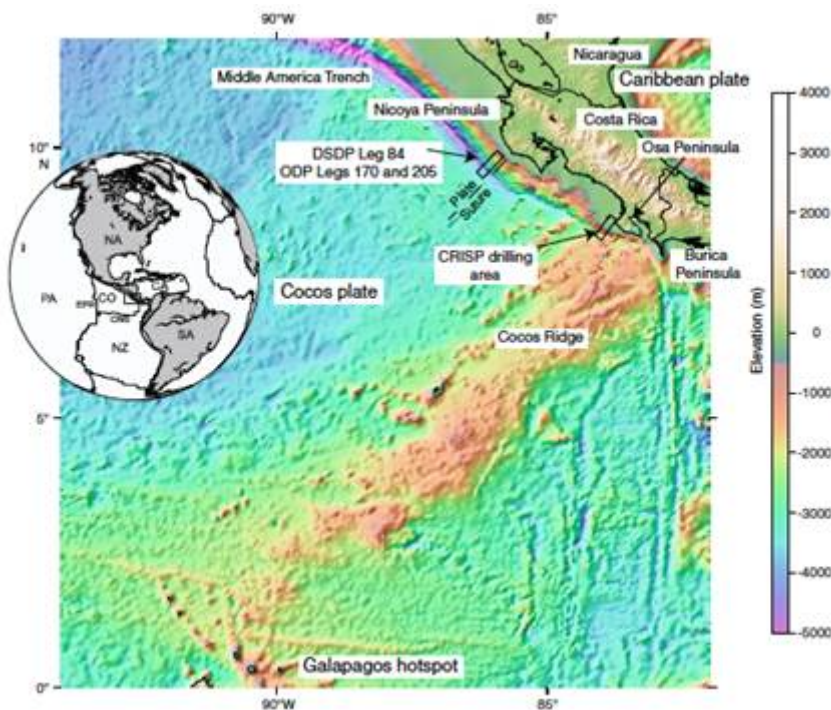 90°W
85°W
Nicaragua
Middle America Trench
Caribbean plate
Nicoya Peninsula
Costa Rica
10°
N
DSDP Leg 84
ODP Legs 170 and 205
Osa Peninsula
Plate
Suture
CRISP drilling
area
Burica
Peninsula
Cocos plate
Cocos Ridge
5°
Galapagos hotspot
0°
90°W
85°W
NA
PA
CO
EPR
CNS
NZ
SA
4000
3000
2000
1000
0
-1000
-2000
-3000
-4000
-5000
Elevation (m)